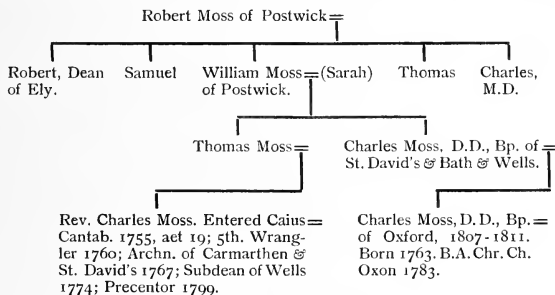 Robert Moss of Postwick=
Robert, Dean of Ely.
Samuel
William Moss=(Sarah) of Postwick.
Thomas
Charles, M.D.
Thomas Moss=
Charles Moss, D.D., Bp. of= St. David's & Bath & Wells.
Rev. Charles Moss. Entered Caius=
Cantab. 1755, aet 19; 5th. Wrang-
ler 1760; Archn. of Carmarthen &
St. David's 1767; Subdean of Wells
1774; Precentor 1799.
Charles Moss, D.D., Bp.=
of Oxford, 1807-1811.
Born 1763. B.A. Chr. Ch.
Oxon 1783.